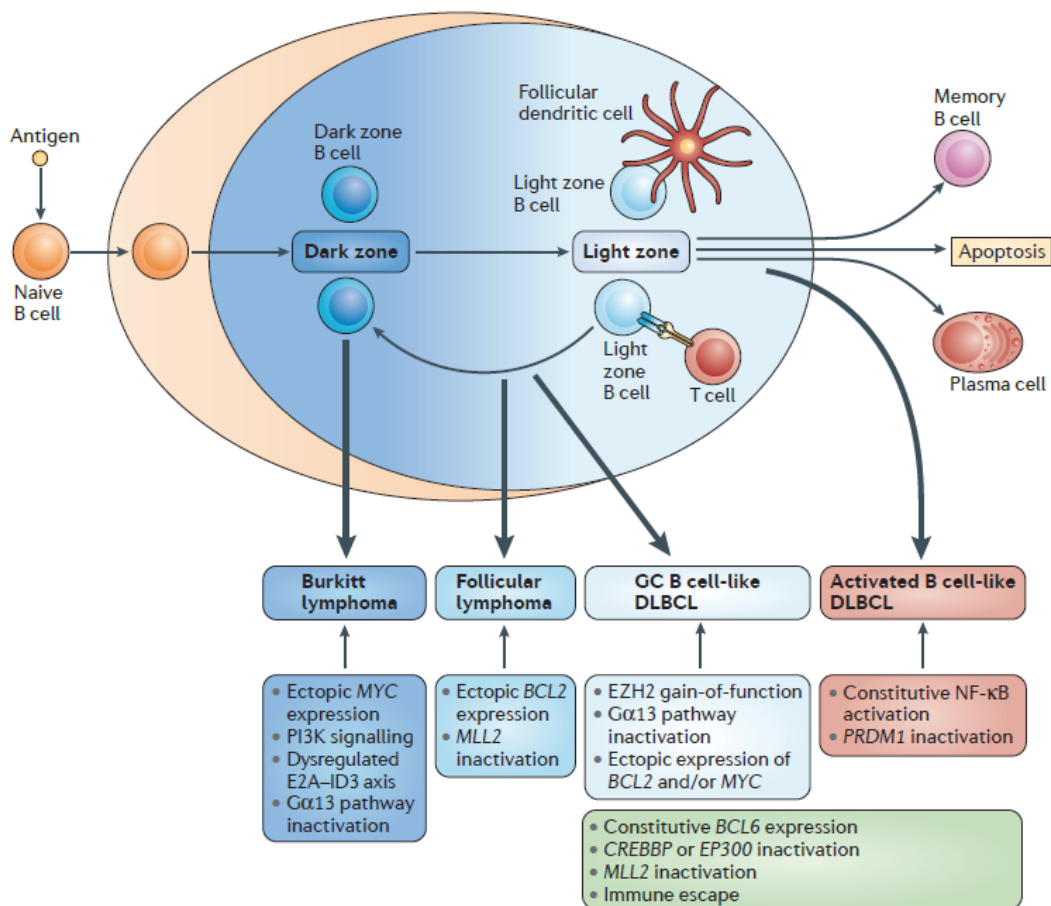 Antigen
Naive
B cell
Dark zone
B cell
Dark zone
Follicular
dendritic cell
Light zone
B cell
Light zone
Light
zone
B cell
T cell
Memory
B cell
Apoptosis
Plasma cell
Burkitt
lymphoma
• Ectopic MYC
expression
• PI3K signalling
• Dysregulated
E2A–ID3 axis
• Gα13 pathway
inactivation
Follicular
lymphoma
• Ectopic BCL2
expression
• MLL2
inactivation
GC B cell-like
DLBCL
• EZH2 gain-of-function
• Gα13 pathway
inactivation
• Ectopic expression of
BCL2 and/or MYC
Activated B cell-like
DLBCL
• Constitutive NF-κB
activation
• PRDM1 inactivation
• Constitutive BCL6 expression
• CREBBP or EP300 inactivation
• MLL2 inactivation
• Immune escape